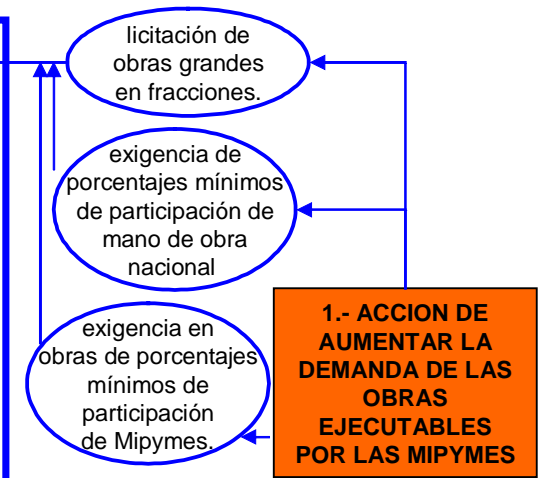 licitación de
obras grandes
en fracciones.
exigencia de
porcentajes mínimos
de participación de
mano de obra
nacional
exigencia en
obras de porcentajes
mínimos de
participación
de Mipymes.
1.- ACCION DE
AUMENTAR LA
DEMANDA DE LAS
OBRAS
EJECUTABLES
POR LAS MIPYMES